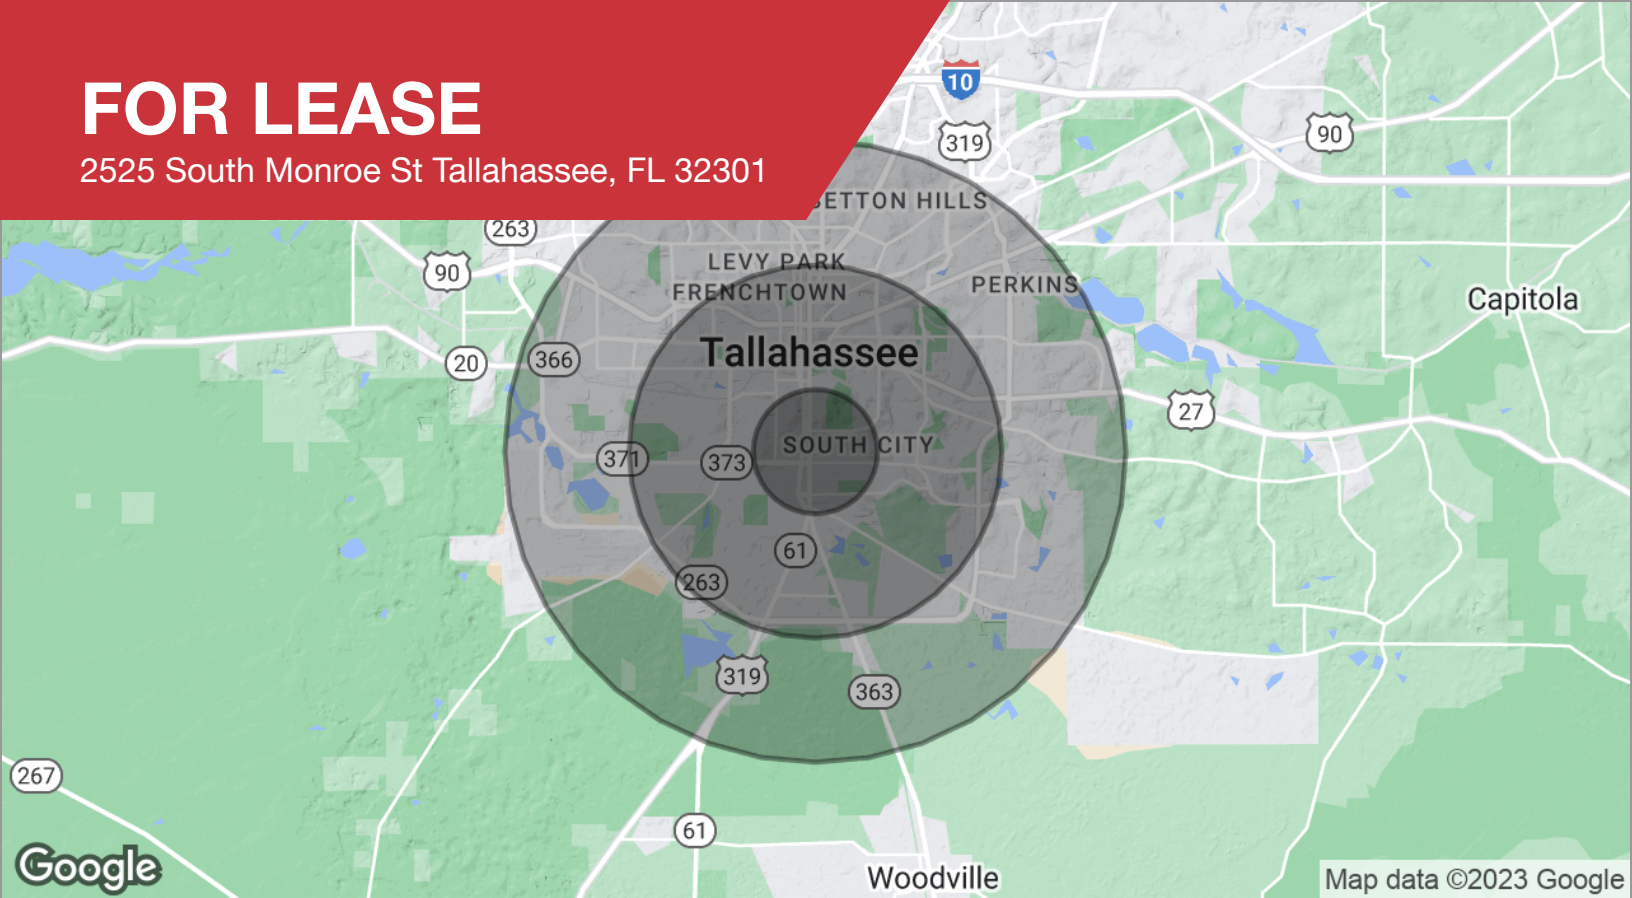 FOR LEASE
2525 South Monroe St Tallahassee, FL 32301
10
319
90
BETTON HILLS
263
90
LEVY PARK
FRENCHTOWN
PERKINS
Capitola
Tallahassee
20
366
27
SOUTH CITY
371
373
61
263
319
363
267
61
Google
Woodville
Map data ©2023 Google